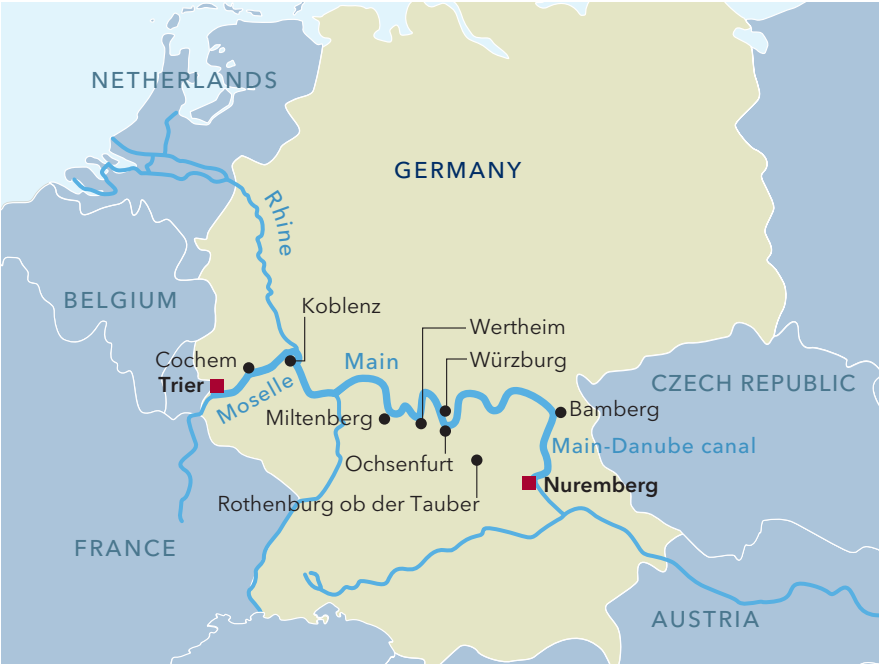 NETHERLANDS
GERMANY
Rhine
BELGIUM
Koblenz
Wertheim
Cochem
Main
Würzburg
Trier
Moselle
CZECH REPUBLIC
Miltenberg
Bamberg
Main-Danube canal
Ochsenfurt
Nuremberg
Rothenburg ob der Tauber
FRANCE
AUSTRIA